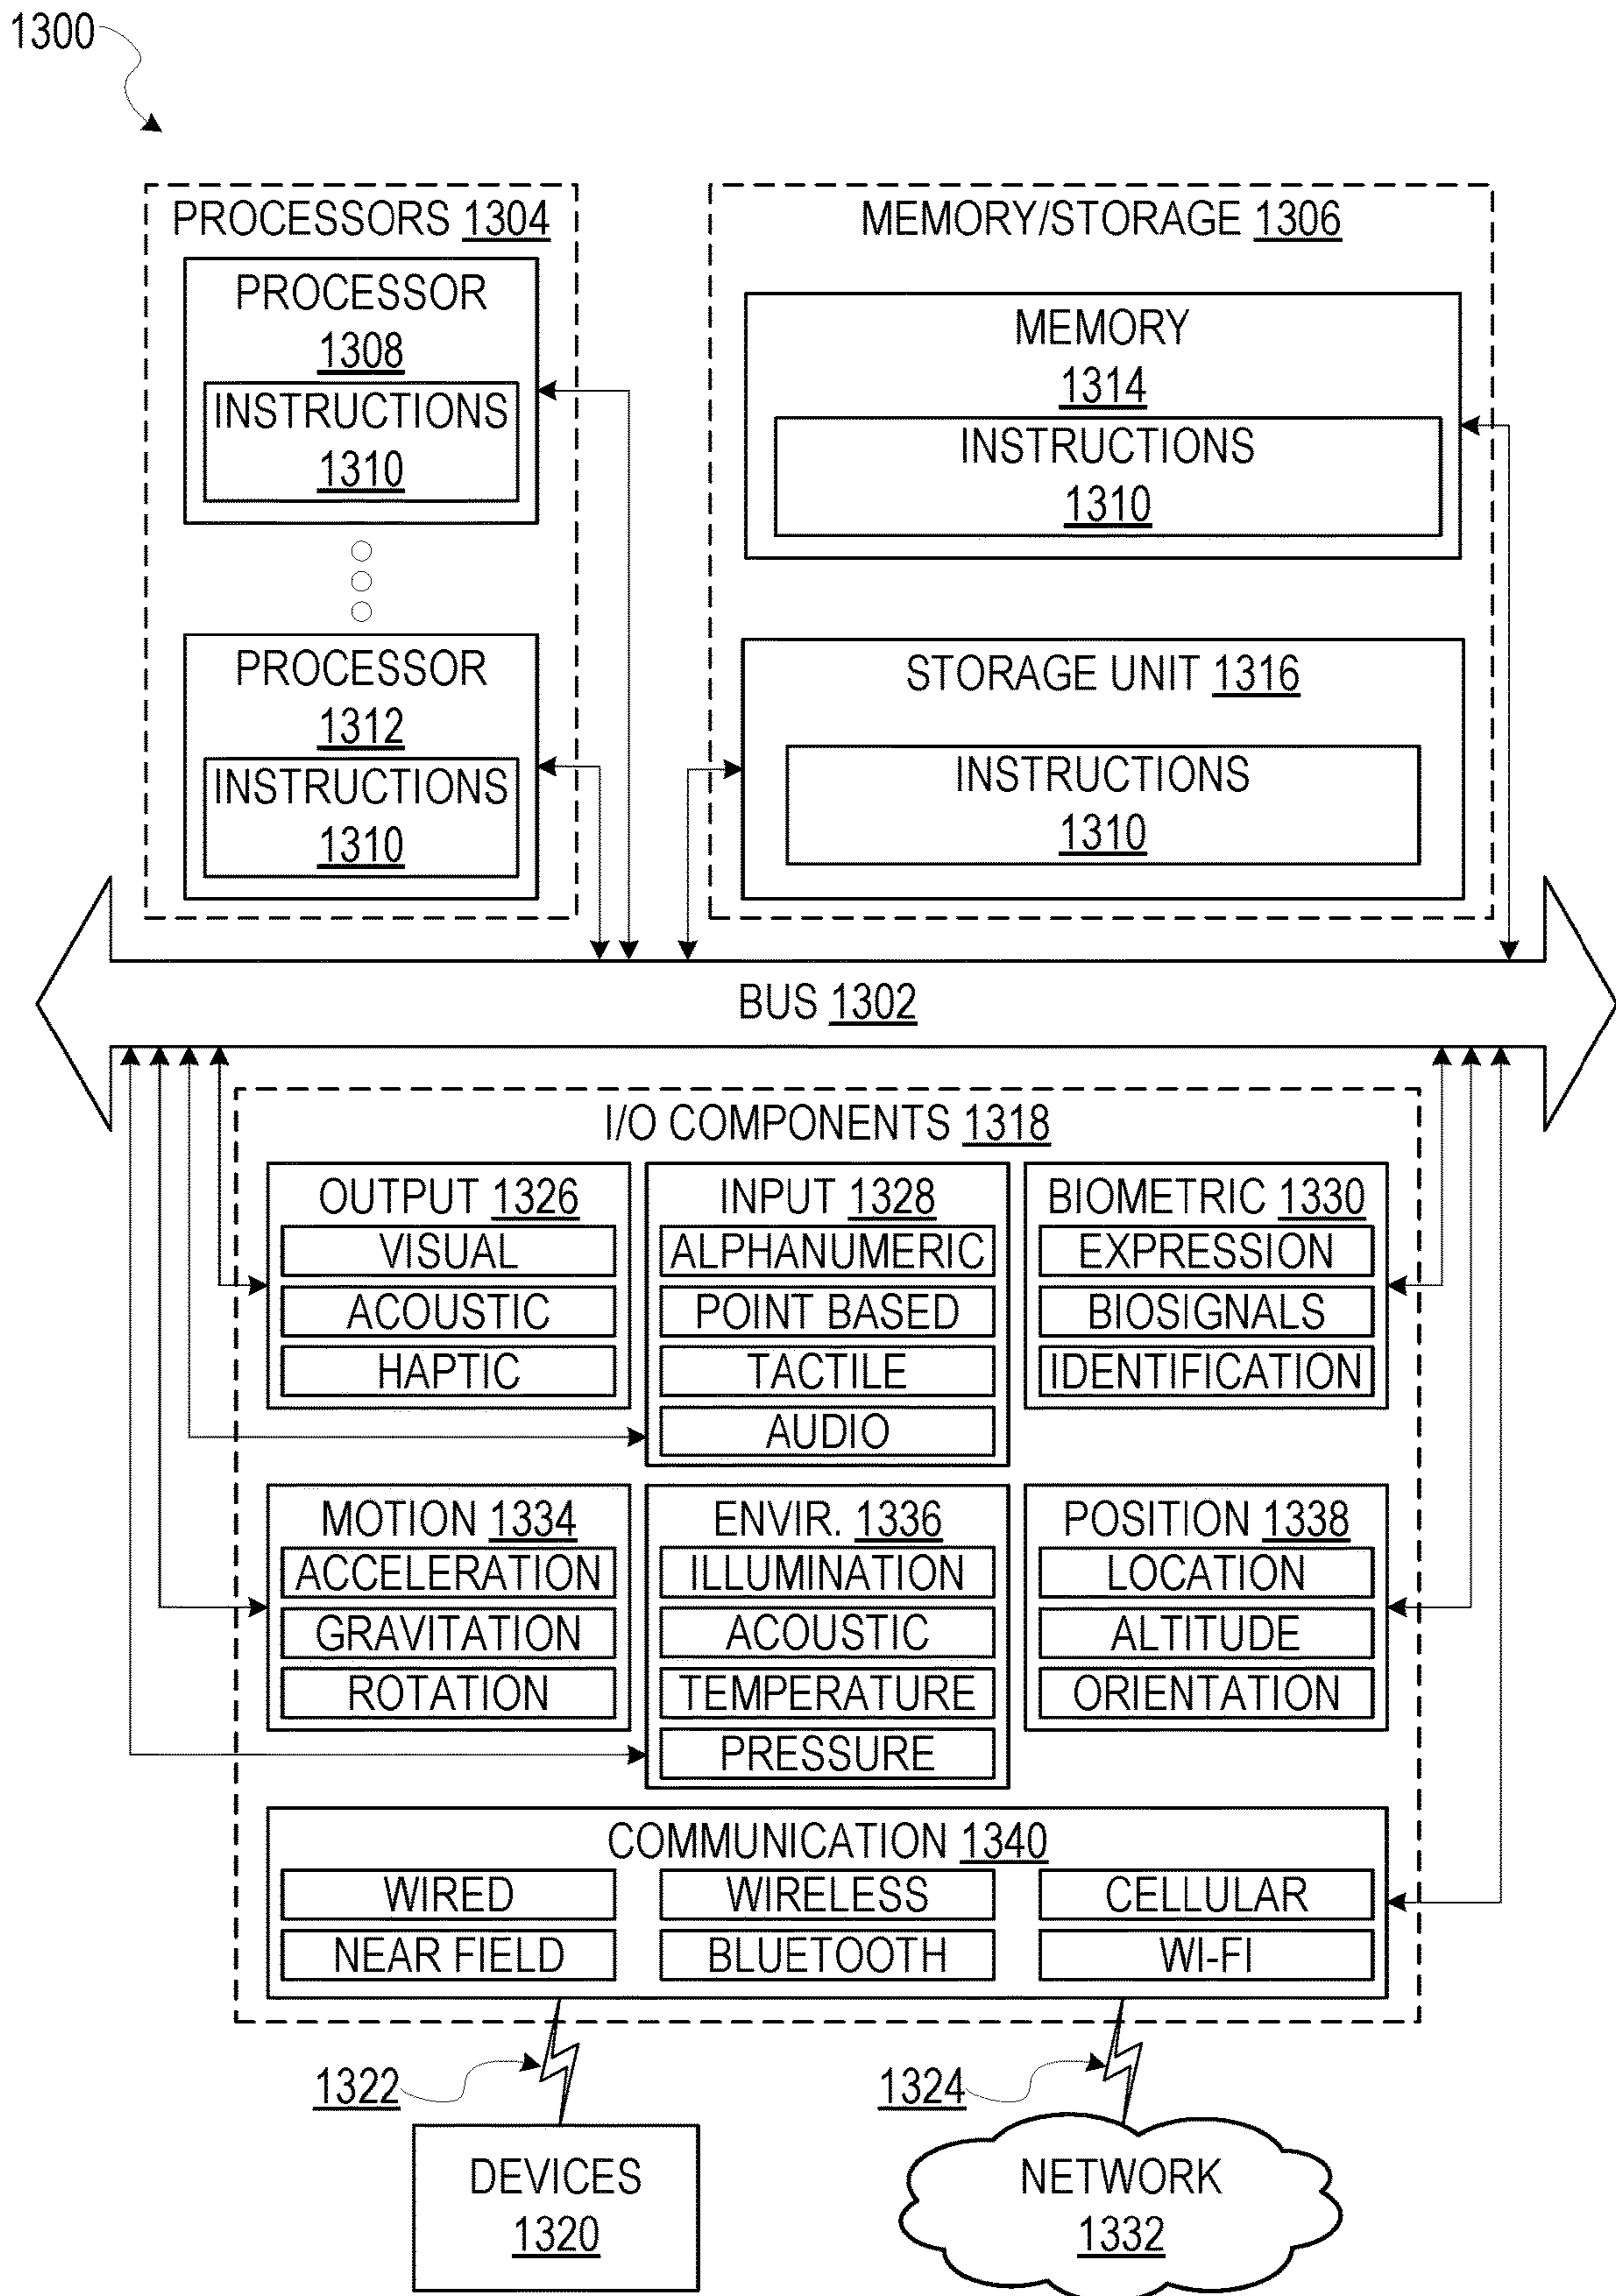 1300
PROCESSORS 1304
PROCESSOR
1308
INSTRUCTIONS
1310
PROCESSOR
1312
INSTRUCTIONS
1310
MEMORY/STORAGE 1306
MEMORY
1314
INSTRUCTIONS
1310
STORAGE UNIT 1316
INSTRUCTIONS
1310
BUS 1302
I/O COMPONENTS 1318
OUTPUT 1326
VISUAL
ACOUSTIC
HAPTIC
INPUT 1328
ALPHANUMERIC
POINT BASED
TACTILE
AUDIO
BIOMETRIC 1330
EXPRESSION
BIOSIGNALS
IDENTIFICATION
MOTION 1334
ACCELERATION
GRAVITATION
ROTATION
ENVIR. 1336
ILLUMINATION
ACOUSTIC
TEMPERATURE
PRESSURE
POSITION 1338
LOCATION
ALTITUDE
ORIENTATION
COMMUNICATION 1340
WIRED
WIRELESS
CELLULAR
NEAR FIELD
BLUETOOTH
WI-FI
1322
1324
DEVICES
1320
NETWORK
1332